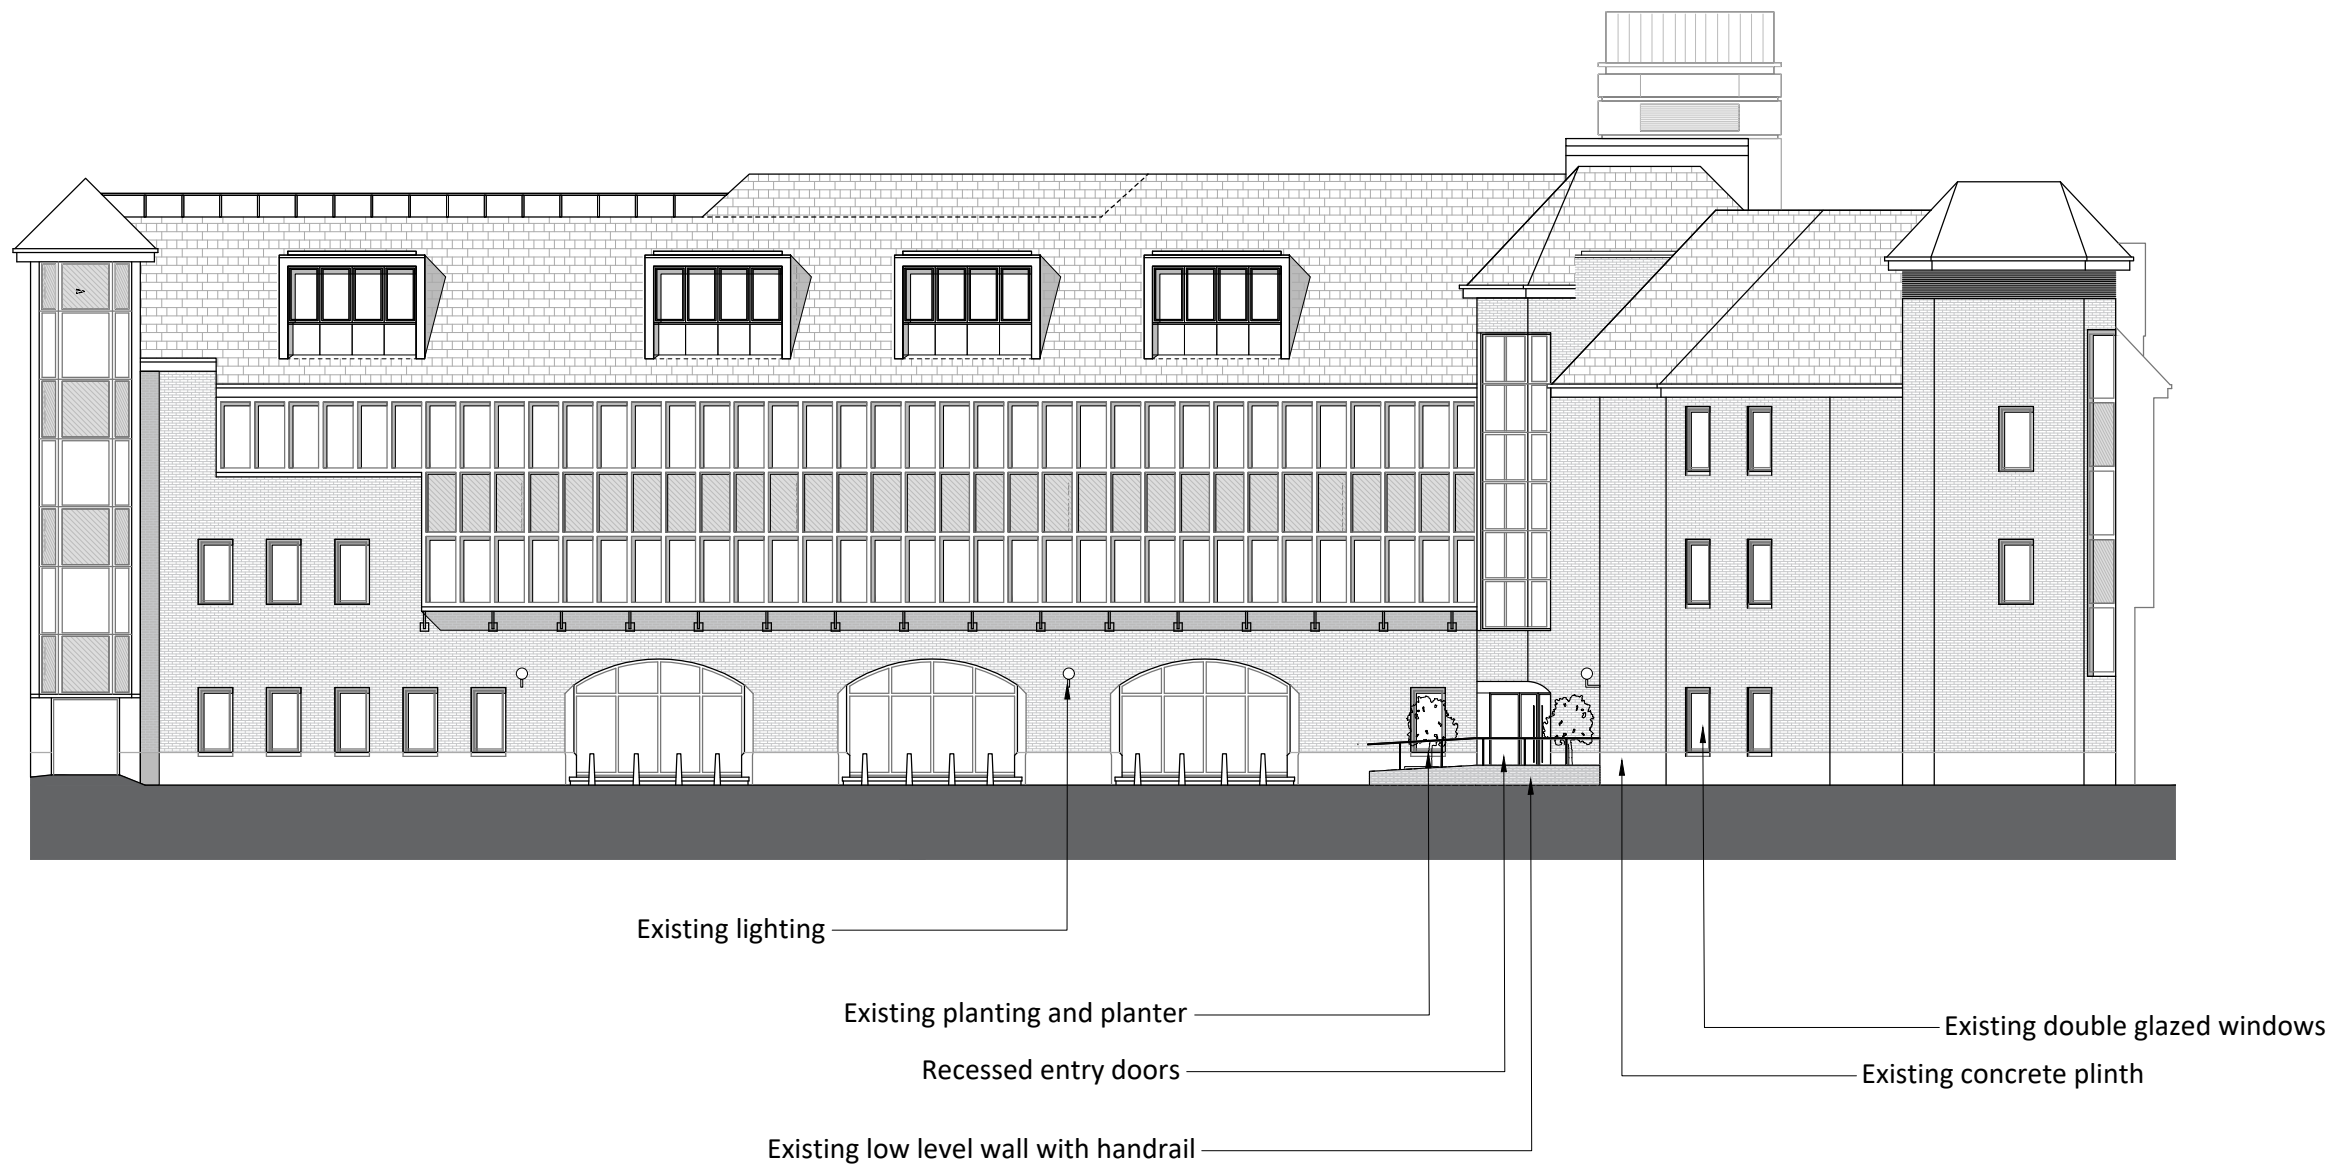 Existing lighting
Existing planting and planter
Existing double glazed windows
Recessed entry doors
Existing concrete plinth
Existing low level wall with handrail